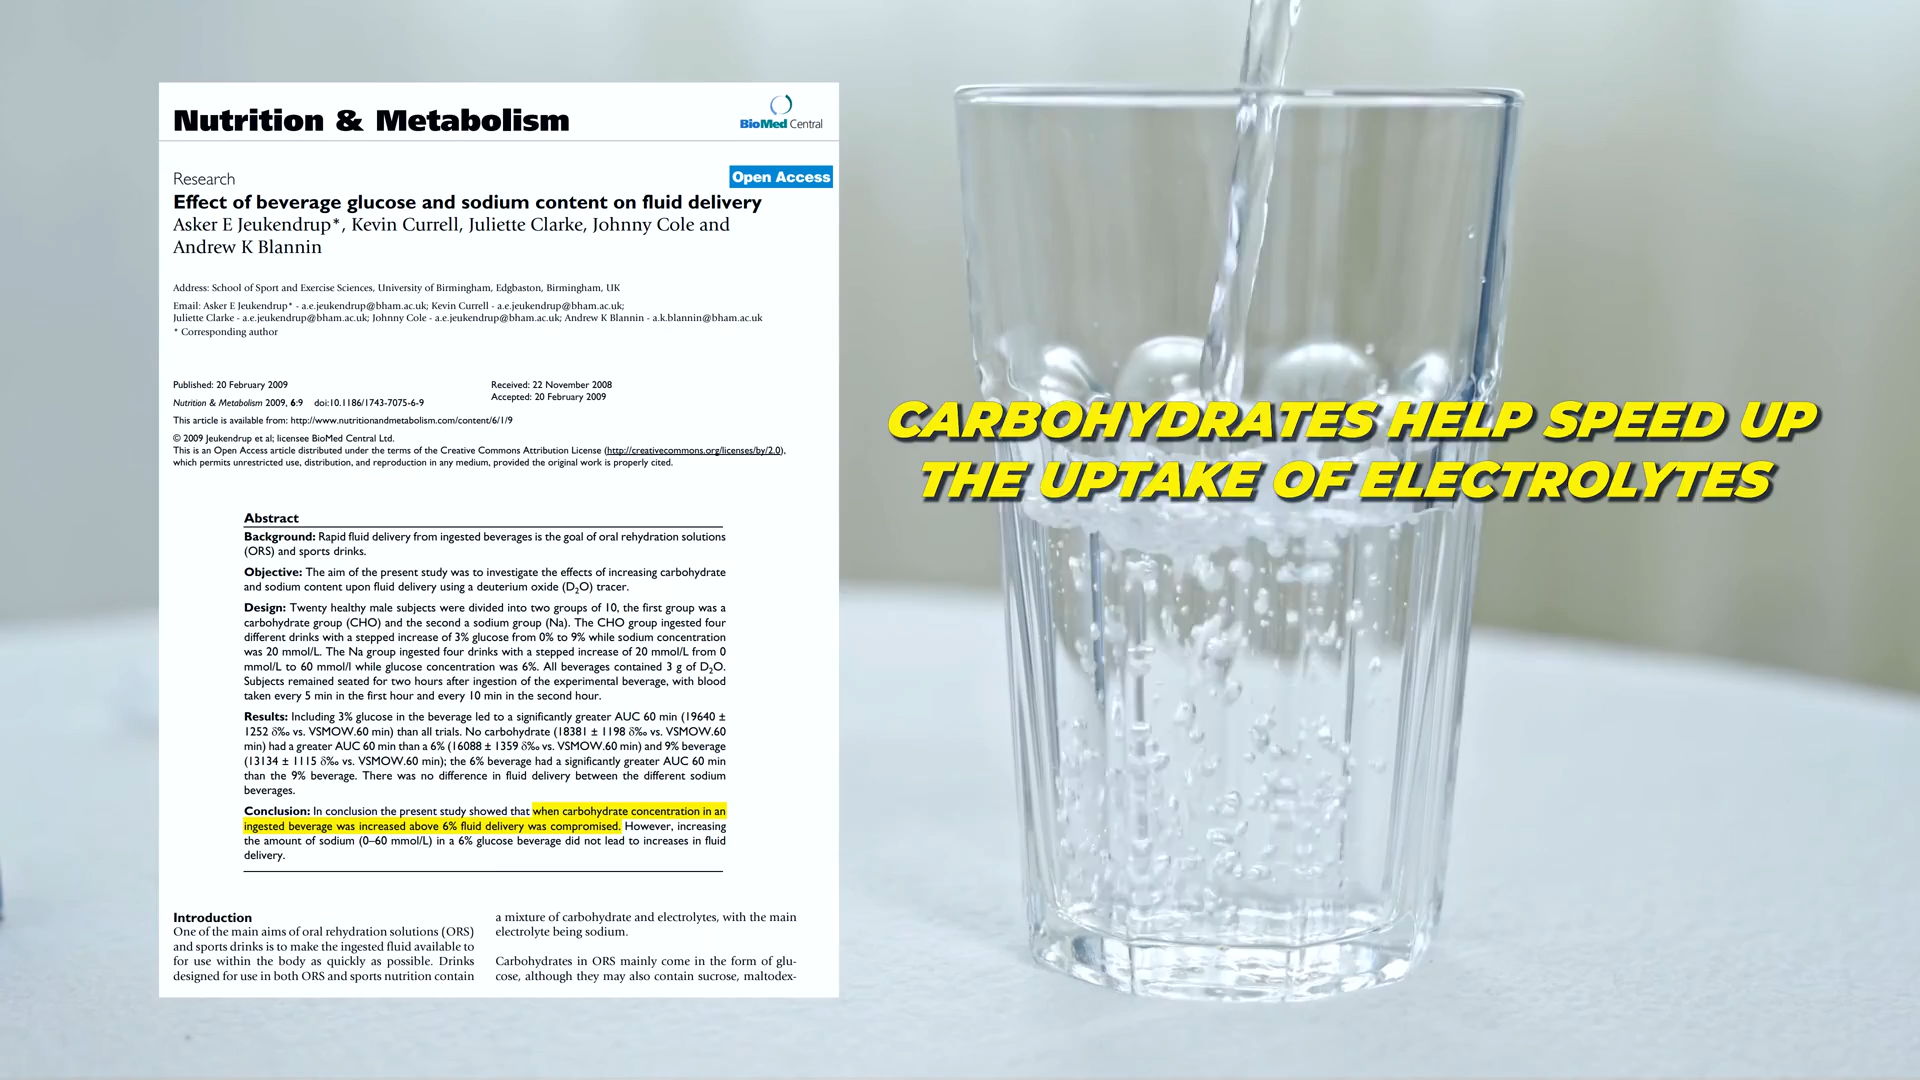 Nutrition & Metabolism
BioMed Central
Research
Open Access
Effect of beverage glucose and sodium content on fluid delivery
Asker E Jeukendrup*, Kevin Currell, Juliette Clarke, Johnny Cole and
Andrew K Blannin
Address: School of Sport and Exercise Sciences, University of Birmingham, Edgbaston, Birmingham, UK
Email: Asker E Jeukendrup* - a.e.jeukendrup@bham.ac.uk; Kevin Currell - a.e.jeukendrup@bham.ac.uk;
Juliette Clarke - a.e.jeukendrup@bham.ac.uk; Johnny Cole - a.e.jeukendrup@bham.ac.uk; Andrew K Blannin - a.k.blannin@bham.ac.uk
* Corresponding author
Published: 20 February 2009
Nutrition & Metabolism 2009, 6:9 doi:10.1186/1743-7075-6-9
Received: 22 November 2008
Accepted: 20 February 2009
This article is available from: http://www.nutritionandmetabolism.com/content/6/1/9
© 2009 Jeukendrup et al; licensee BioMed Central Ltd.
This is an Open Access article distributed under the terms of the Creative Commons Attribution License (http://creativecommons.org/licenses/by/2.0),
which permits unrestricted use, distribution, and reproduction in any medium, provided the original work is properly cited.
Abstract
Background: Rapid fluid delivery from ingested beverages is the goal of oral rehydration solutions
(ORS) and sports drinks.
Objective: The aim of the present study was to investigate the effects of increasing carbohydrate
and sodium content upon fluid delivery using a deuterium oxide (D₂O) tracer.
Design: Twenty healthy male subjects were divided into two groups of 10, the first group was a
carbohydrate group (CHO) and the second a sodium group (Na). The CHO group ingested four
different drinks with a stepped increase of 3% glucose from 0% to 9% while sodium concentration
was 20 mmol/L. The Na group ingested four drinks with a stepped increase of 20 mmol/L from 0
mmol/L to 60 mmol/l while glucose concentration was 6%. All beverages contained 3 g of D₂O.
Subjects remained seated for two hours after ingestion of the experimental beverage, with blood
taken every 5 min in the first hour and every 10 min in the second hour.
Results: Including 3% glucose in the beverage led to a significantly greater AUC 60 min (19640 ±
1252 δ‰ vs. VSMOW.60 min) than all trials. No carbohydrate (18381 ± 1198 δ‰ vs. VSMOW.60
min) had a greater AUC 60 min than a 6% (16088 ± 1359 δ‰ vs. VSMOW.60 min) and 9% beverage
(13134 ± 1115 δ‰ vs. VSMOW.60 min); the 6% beverage had a significantly greater AUC 60 min
than the 9% beverage. There was no difference in fluid delivery between the different sodium
beverages.
Conclusion: In conclusion the present study showed that when carbohydrate concentration in an
ingested beverage was increased above 6% fluid delivery was compromised. However, increasing
the amount of sodium (0–60 mmol/L) in a 6% glucose beverage did not lead to increases in fluid
delivery.
Introduction
One of the main aims of oral rehydration solutions (ORS)
and sports drinks is to make the ingested fluid available to
for use within the body as quickly as possible. Drinks
designed for use in both ORS and sports nutrition contain
a mixture of carbohydrate and electrolytes, with the main
electrolyte being sodium.
Carbohydrates in ORS mainly come in the form of glu-
cose, although they may also contain sucrose, maltodex-
CARBOHYDRATES HELP SPEED UP
THE UPTAKE OF ELECTROLYTES